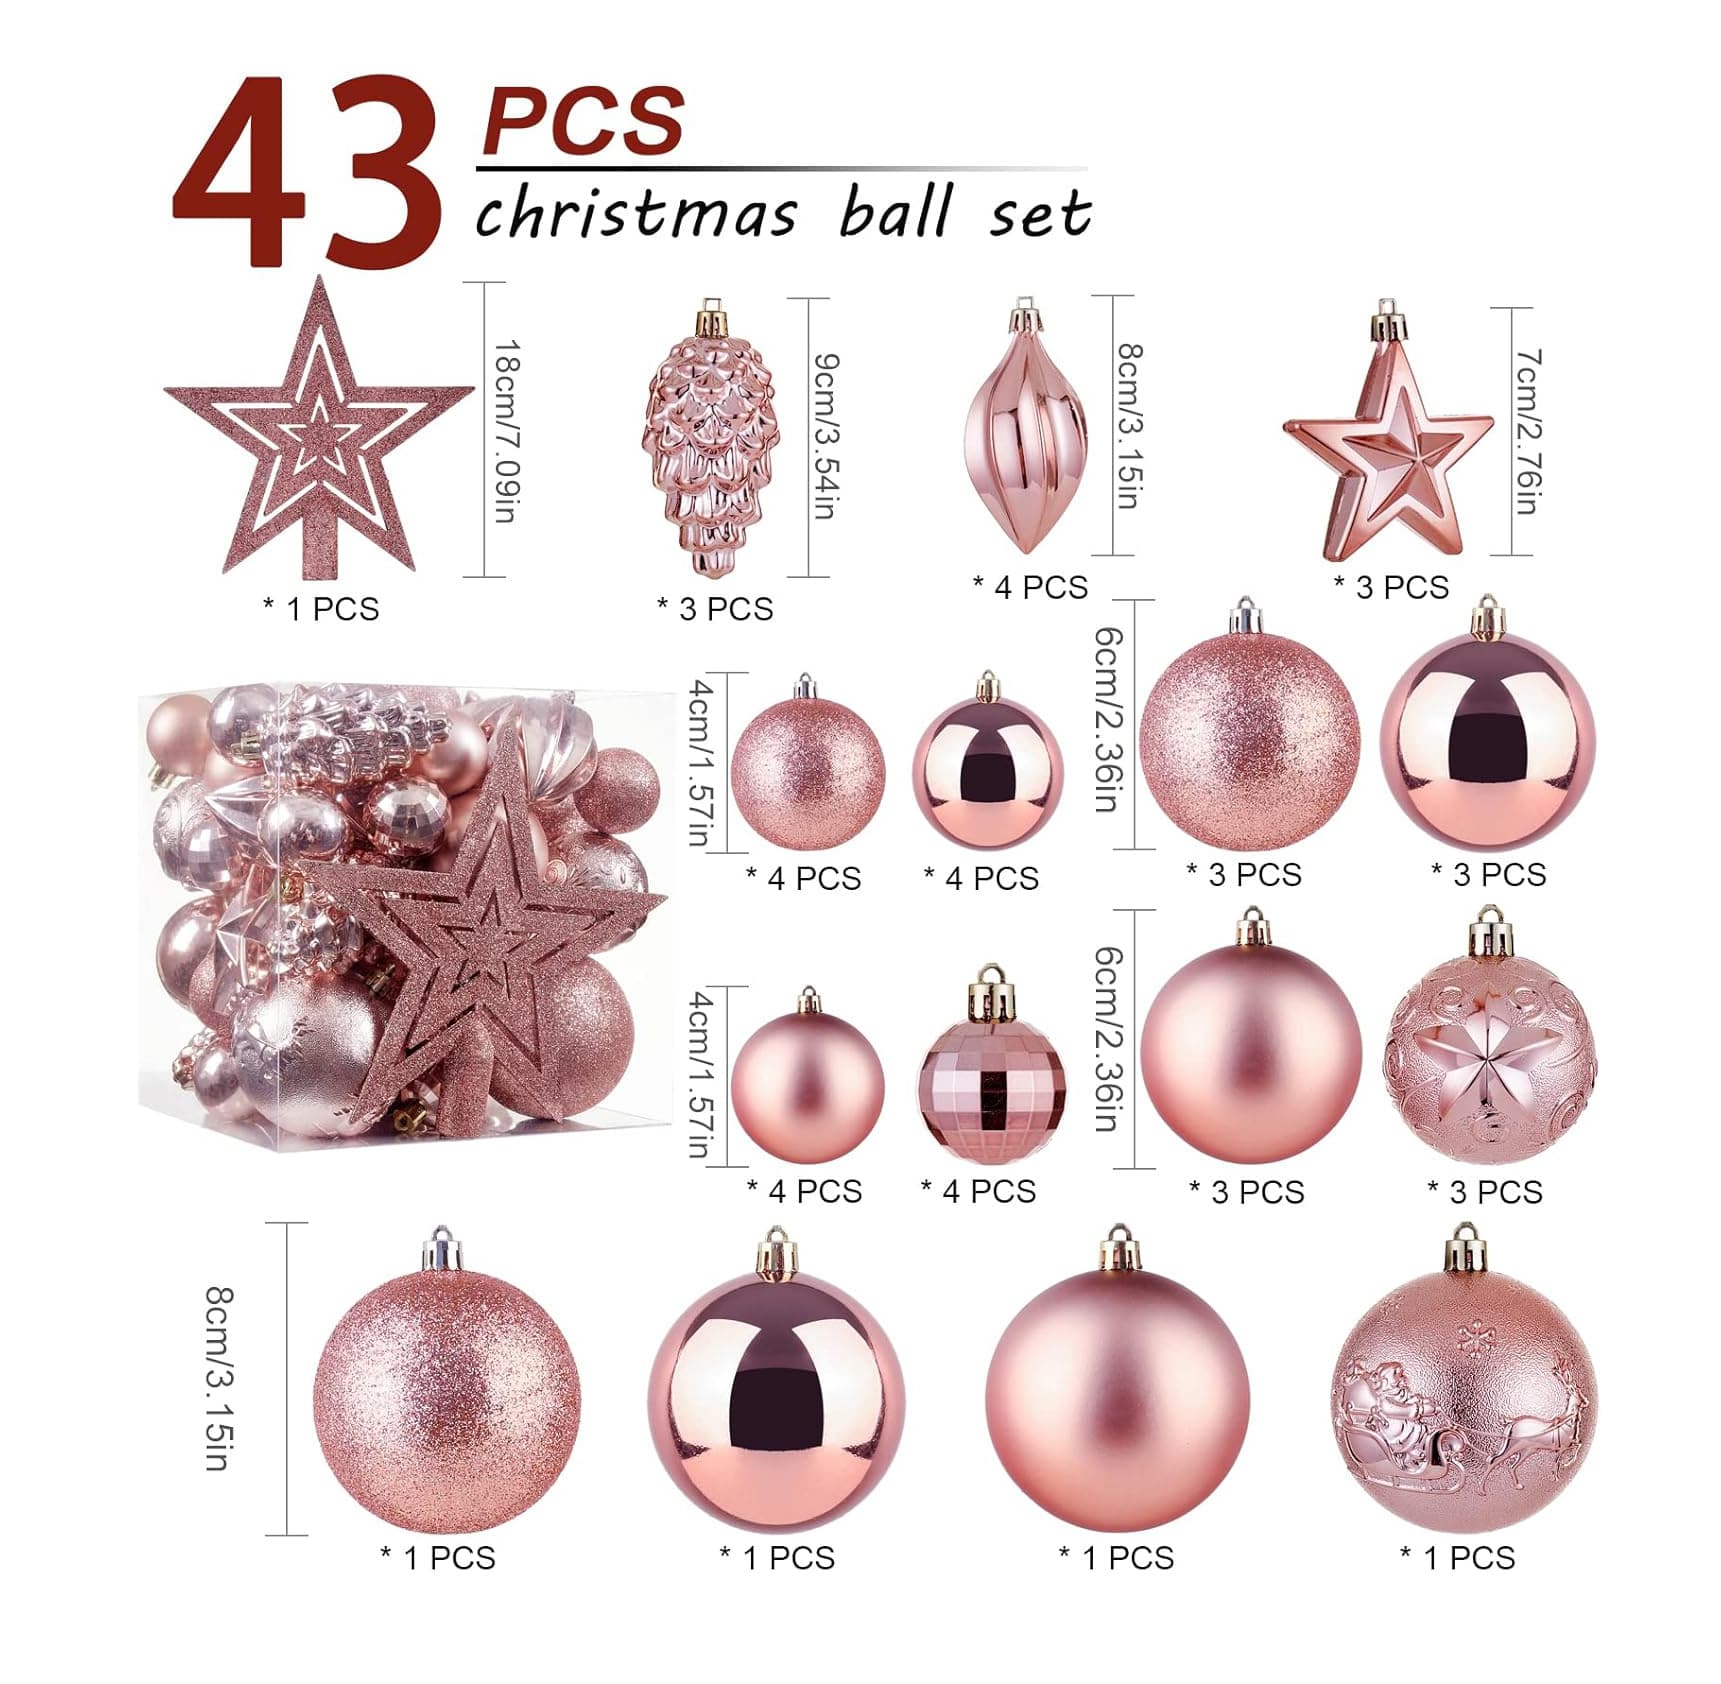 43 PCS
christmas ball set
18cm/7.09in
9cm/3.54in
8cm/3.15in
7cm/2.76in
* 1 PCS
* 3 PCS
* 4 PCS
* 3 PCS
4cm/1.57in
6cm/2.36in
* 4 PCS
* 4 PCS
* 3 PCS
* 3 PCS
4cm/1.57in
6cm/2.36in
* 4 PCS
* 4 PCS
* 3 PCS
* 3 PCS
8cm/3.15in
* 1 PCS
* 1 PCS
* 1 PCS
* 1 PCS